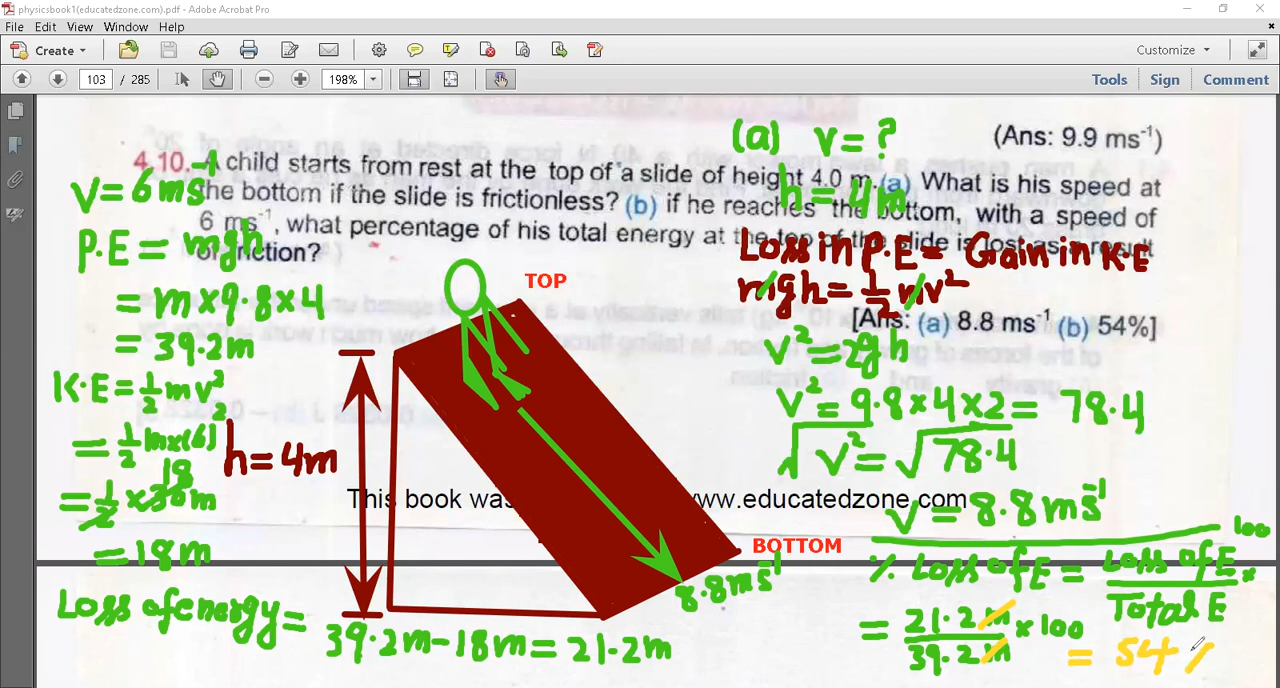 physicsbook1(educatedzone.com).pdf - Adobe Acrobat Pro
File Edit View Window Help
Create
Customize
103 / 285
198%
Tools Sign Comment
(Ans: 9.9 ms⁻¹)
4.10. A child starts from rest at the top of a slide of height 4.0 m. (a) What is his speed at
the bottom if the slide is frictionless? (b) if he reaches the bottom, with a speed of
6 ms⁻¹, what percentage of his total energy at the top of the slide is lost as a result
of friction?
[Ans: (a) 8.8 ms⁻¹ (b) 54%]
V = 6 ms⁻¹
P.E = mgh
= m × 9.8 × 4
= 39.2m
K.E = ½ mv²
= ½ m×(6)²
18
= ½ × 36m
= 18m
Loss of energy =
39.2m – 18m = 21.2m
TOP
h = 4m
BOTTOM
8.8 ms⁻¹
This book was
www.educatedzone.com
(a) v = ?
h = 4m
Loss in P.E = Gain in K.E
mgh = ½ mv²
v² = 2gh
v² = 9.8 × 4 × 2 = 78.4
√v² = √78.4
v = 8.8 ms⁻¹
% Loss of E = Loss of E / Total E × 100
= 21.2m / 39.2m × 100
= 54 %